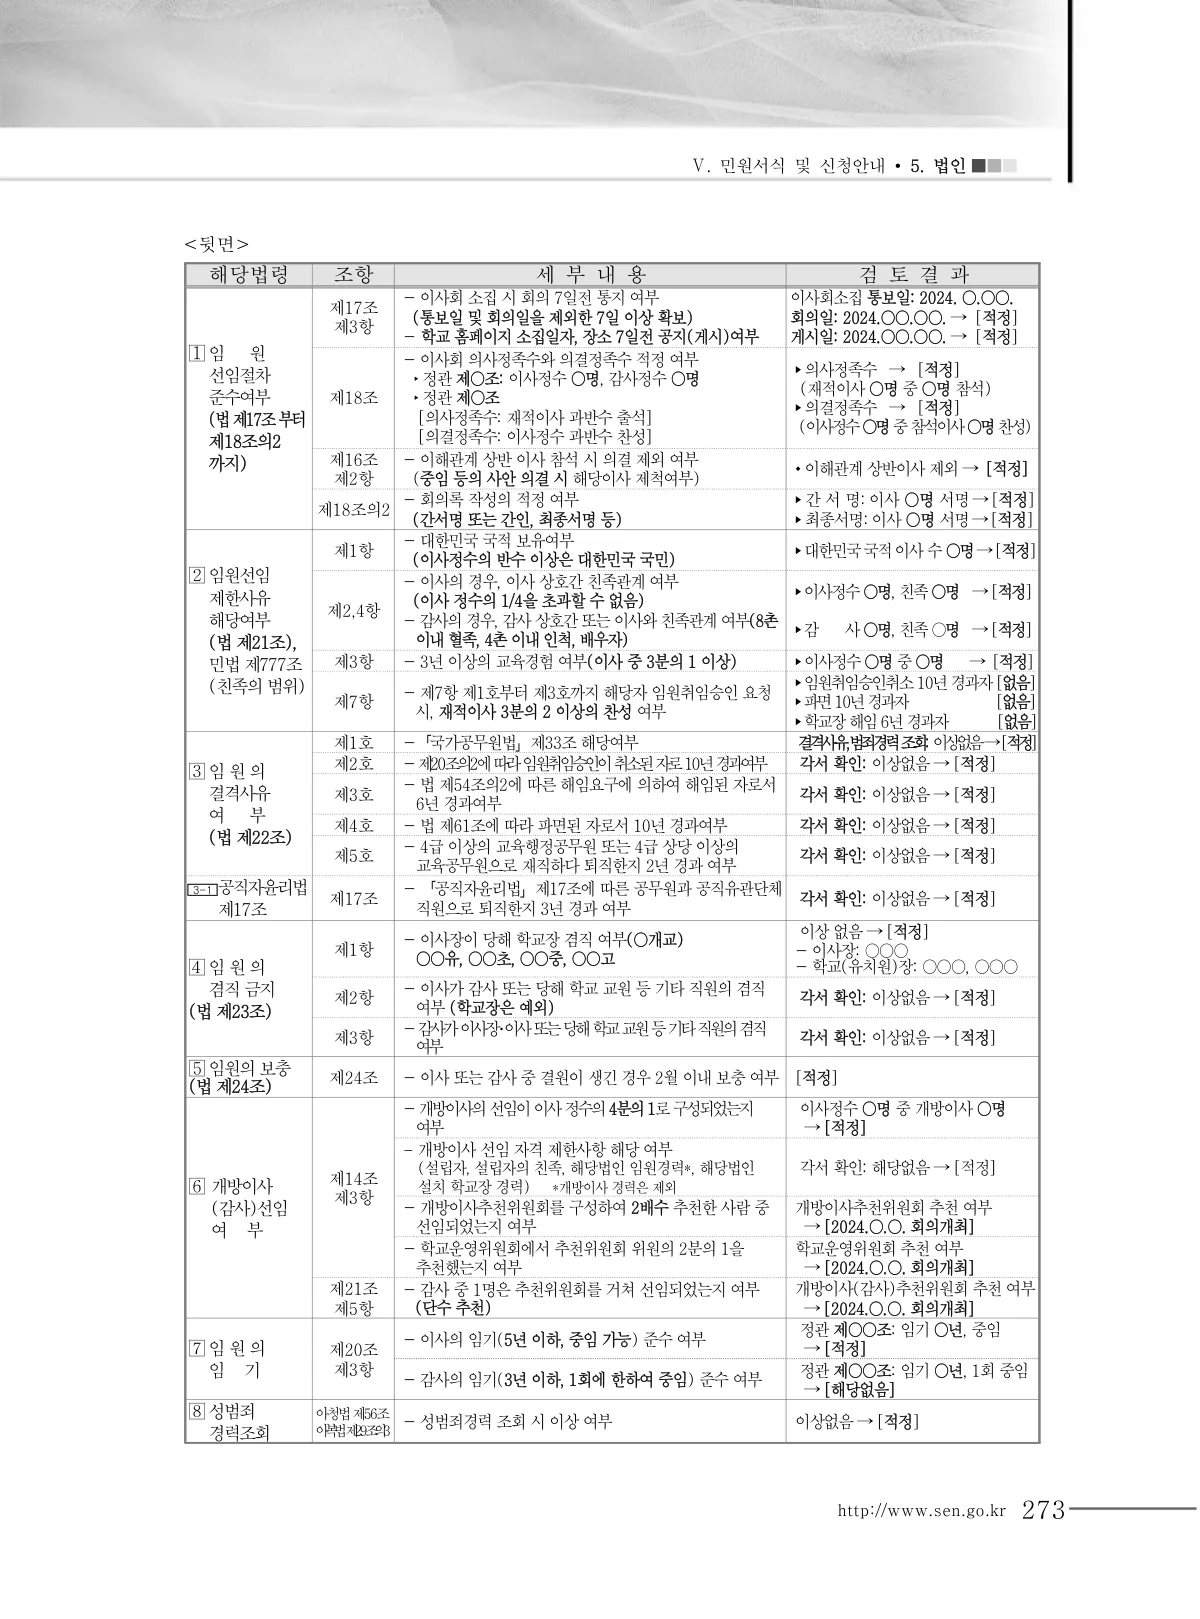 Ⅴ. 민원서식 및 신청안내 • 5. 법인
<뒷면>
해당법령 조항 세 부 내 용 검 토 결 과
1 임 원
선임절차
준수여부
(법 제17조 부터
제18조의2
까지)
제17조
제3항
- 이사회 소집 시 회의 7일전 통지 여부
(통보일 및 회의일을 제외한 7일 이상 확보)
- 학교 홈페이지 소집일자, 장소 7일전 공지(게시)여부
이사회소집 통보일: 2024. ○.○○.
회의일: 2024.○○.○○. → [적정]
게시일: 2024.○○.○○. → [적정]
제18조
- 이사회 의사정족수와 의결정족수 적정 여부
‣정관 제○조: 이사정수 ○명, 감사정수 ○명
‣정관 제○조
[의사정족수: 재적이사 과반수 출석]
[의결정족수: 이사정수 과반수 찬성]
▸의사정족수 → [적정]
(재적이사 ○명 중 ○명 참석)
▸의결정족수 → [적정]
(이사정수 ○명 중 참석이사 ○명 찬성)
제16조
제2항
- 이해관계 상반 이사 참석 시 의결 제외 여부
(중임 등의 사안 의결 시 해당이사 제척여부)
• 이해관계 상반이사 제외 → [적정]
제18조의2
- 회의록 작성의 적정 여부
(간서명 또는 간인, 최종서명 등)
▸간 서 명: 이사 ○명 서명→[적정]
▸최종서명: 이사 ○명 서명→[적정]
2 임원선임
제한사유
해당여부
(법 제21조),
민법 제777조
(친족의 범위)
제1항
- 대한민국 국적 보유여부
(이사정수의 반수 이상은 대한민국 국민)
▸대한민국 국적 이사 수 ○명→[적정]
제2,4항
- 이사의 경우, 이사 상호간 친족관계 여부
(이사 정수의 1/4을 초과할 수 없음)
- 감사의 경우, 감사 상호간 또는 이사와 친족관계 여부(8촌
이내 혈족, 4촌 이내 인척, 배우자)
▸이사정수 ○명, 친족 ○명 →[적정]
▸감 사 ○명, 친족 ○명 →[적정]
제3항
- 3년 이상의 교육경험 여부(이사 중 3분의 1 이상)
▸이사정수 ○명 중 ○명 → [적정]
제7항
- 제7항 제1호부터 제3호까지 해당자 임원취임승인 요청
시, 재적이사 3분의 2 이상의 찬성 여부
▸임원취임승인취소 10년 경과자 [없음]
▸파면 10년 경과자 [없음]
▸학교장 해임 6년 경과자 [없음]
3 임 원 의
결격사유
여 부
(법 제22조)
제1호
- 「국가공무원법」 제33조 해당여부
결격사유, 범죄경력 조회: 이상없음→[적정]
제2호
- 제20조의2에 따라 임원취임승인이 취소된 자로 10년 경과여부
각서 확인: 이상없음→[적정]
제3호
- 법 제54조의2에 따른 해임요구에 의하여 해임된 자로서
6년 경과여부
각서 확인: 이상없음→[적정]
제4호
- 법 제61조에 따라 파면된 자로서 10년 경과여부
각서 확인: 이상없음→[적정]
제5호
- 4급 이상의 교육행정공무원 또는 4급 상당 이상의
교육공무원으로 재직하다 퇴직한지 2년 경과 여부
각서 확인: 이상없음→[적정]
3-1 공직자윤리법
제17조
제17조
- 「공직자윤리법」 제17조에 따른 공무원과 공직유관단체
직원으로 퇴직한지 3년 경과 여부
각서 확인: 이상없음→[적정]
4 임 원 의
겸직 금지
(법 제23조)
제1항
- 이사장이 당해 학교장 겸직 여부(○개교)
○○유, ○○초, ○○중, ○○고
이상 없음→[적정]
- 이사장: ○○○
- 학교(유치원)장: ○○○, ○○○
제2항
- 이사가 감사 또는 당해 학교 교원 등 기타 직원의 겸직
여부 (학교장은 예외)
각서 확인: 이상없음→[적정]
제3항
- 감사가 이사장·이사 또는 당해 학교 교원 등 기타 직원의 겸직
여부
각서 확인: 이상없음→[적정]
5 임원의 보충
(법 제24조)
제24조
- 이사 또는 감사 중 결원이 생긴 경우 2월 이내 보충 여부
[적정]
6 개방이사
(감사)선임
여 부
제14조
제3항
- 개방이사의 선임이 이사 정수의 4분의 1로 구성되었는지
여부
이사정수 ○명 중 개방이사 ○명
→[적정]
- 개방이사 선임 자격 제한사항 해당 여부
(설립자, 설립자의 친족, 해당법인 임원경력*, 해당법인
설치 학교장 경력) *개방이사 경력은 제외
각서 확인: 해당없음→[적정]
- 개방이사추천위원회를 구성하여 2배수 추천한 사람 중
선임되었는지 여부
개방이사추천위원회 추천 여부
→[2024.○.○. 회의개최]
- 학교운영위원회에서 추천위원회 위원의 2분의 1을
추천했는지 여부
학교운영위원회 추천 여부
→[2024.○.○. 회의개최]
제21조
제5항
- 감사 중 1명은 추천위원회를 거쳐 선임되었는지 여부
(단수 추천)
개방이사(감사)추천위원회 추천 여부
→[2024.○.○. 회의개최]
7 임 원 의
임 기
제20조
제3항
- 이사의 임기(5년 이하, 중임 가능) 준수 여부
정관 제○○조: 임기 ○년, 중임
→[적정]
- 감사의 임기(3년 이하, 1회에 한하여 중임) 준수 여부
정관 제○○조: 임기 ○년, 1회 중임
→[해당없음]
8 성범죄
경력조회
아청법 제56조
아복법 제29조의3
- 성범죄경력 조회 시 이상 여부
이상없음→[적정]
http://www.sen.go.kr 273